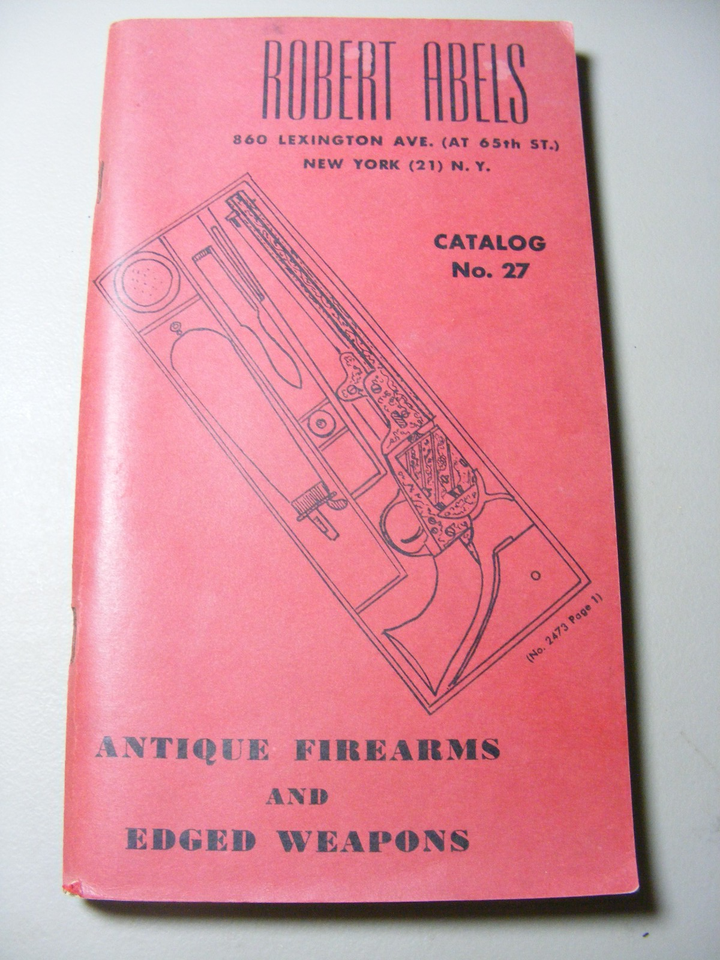 ROBERT ABELS
860 LEXINGTON AVE. (AT 65th ST.)
NEW YORK (21) N. Y.
CATALOG
No. 27
(No. 2473 Page 1)
ANTIQUE FIREARMS
AND
EDGED WEAPONS